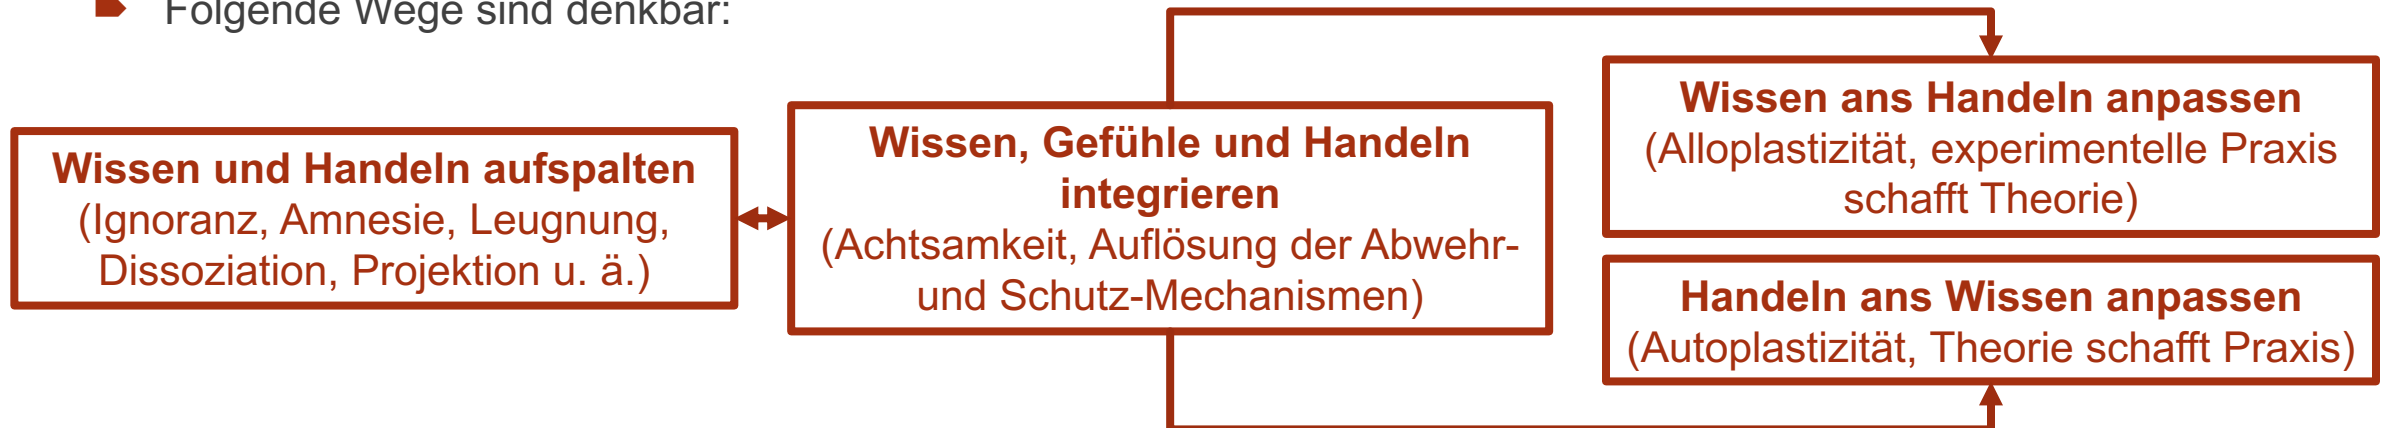 Folgende Wege sind denkbar:
Wissen und Handeln aufspalten
(Ignoranz, Amnesie, Leugnung,
Dissoziation, Projektion u. ä.)
Wissen, Gefühle und Handeln
integrieren
(Achtsamkeit, Auflösung der Abwehr-
und Schutz-Mechanismen)
Wissen ans Handeln anpassen
(Alloplastizität, experimentelle Praxis
schafft Theorie)
Handeln ans Wissen anpassen
(Autoplastizität, Theorie schafft Praxis)